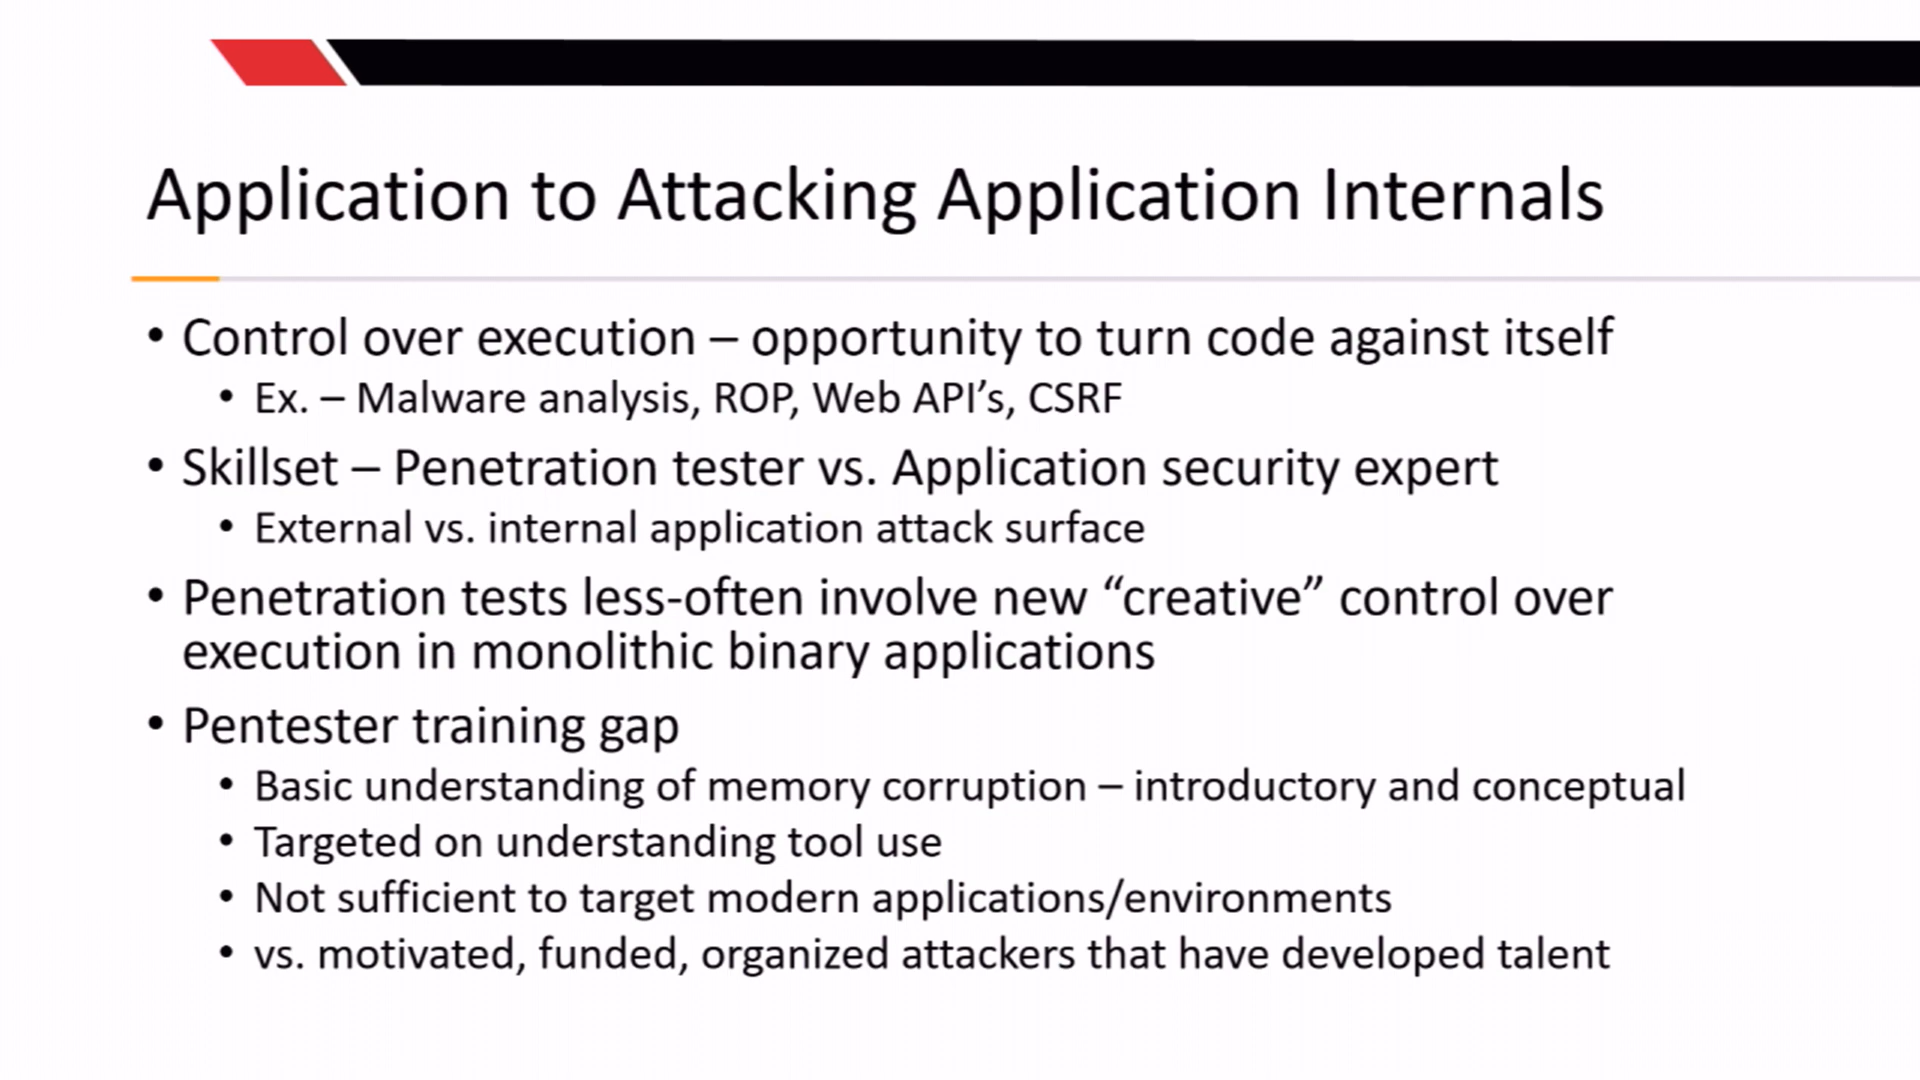 Application to Attacking Application Internals
• Control over execution – opportunity to turn code against itself
• Ex. – Malware analysis, ROP, Web API’s, CSRF
• Skillset – Penetration tester vs. Application security expert
• External vs. internal application attack surface
• Penetration tests less-often involve new “creative” control over
execution in monolithic binary applications
• Pentester training gap
• Basic understanding of memory corruption – introductory and conceptual
• Targeted on understanding tool use
• Not sufficient to target modern applications/environments
• vs. motivated, funded, organized attackers that have developed talent